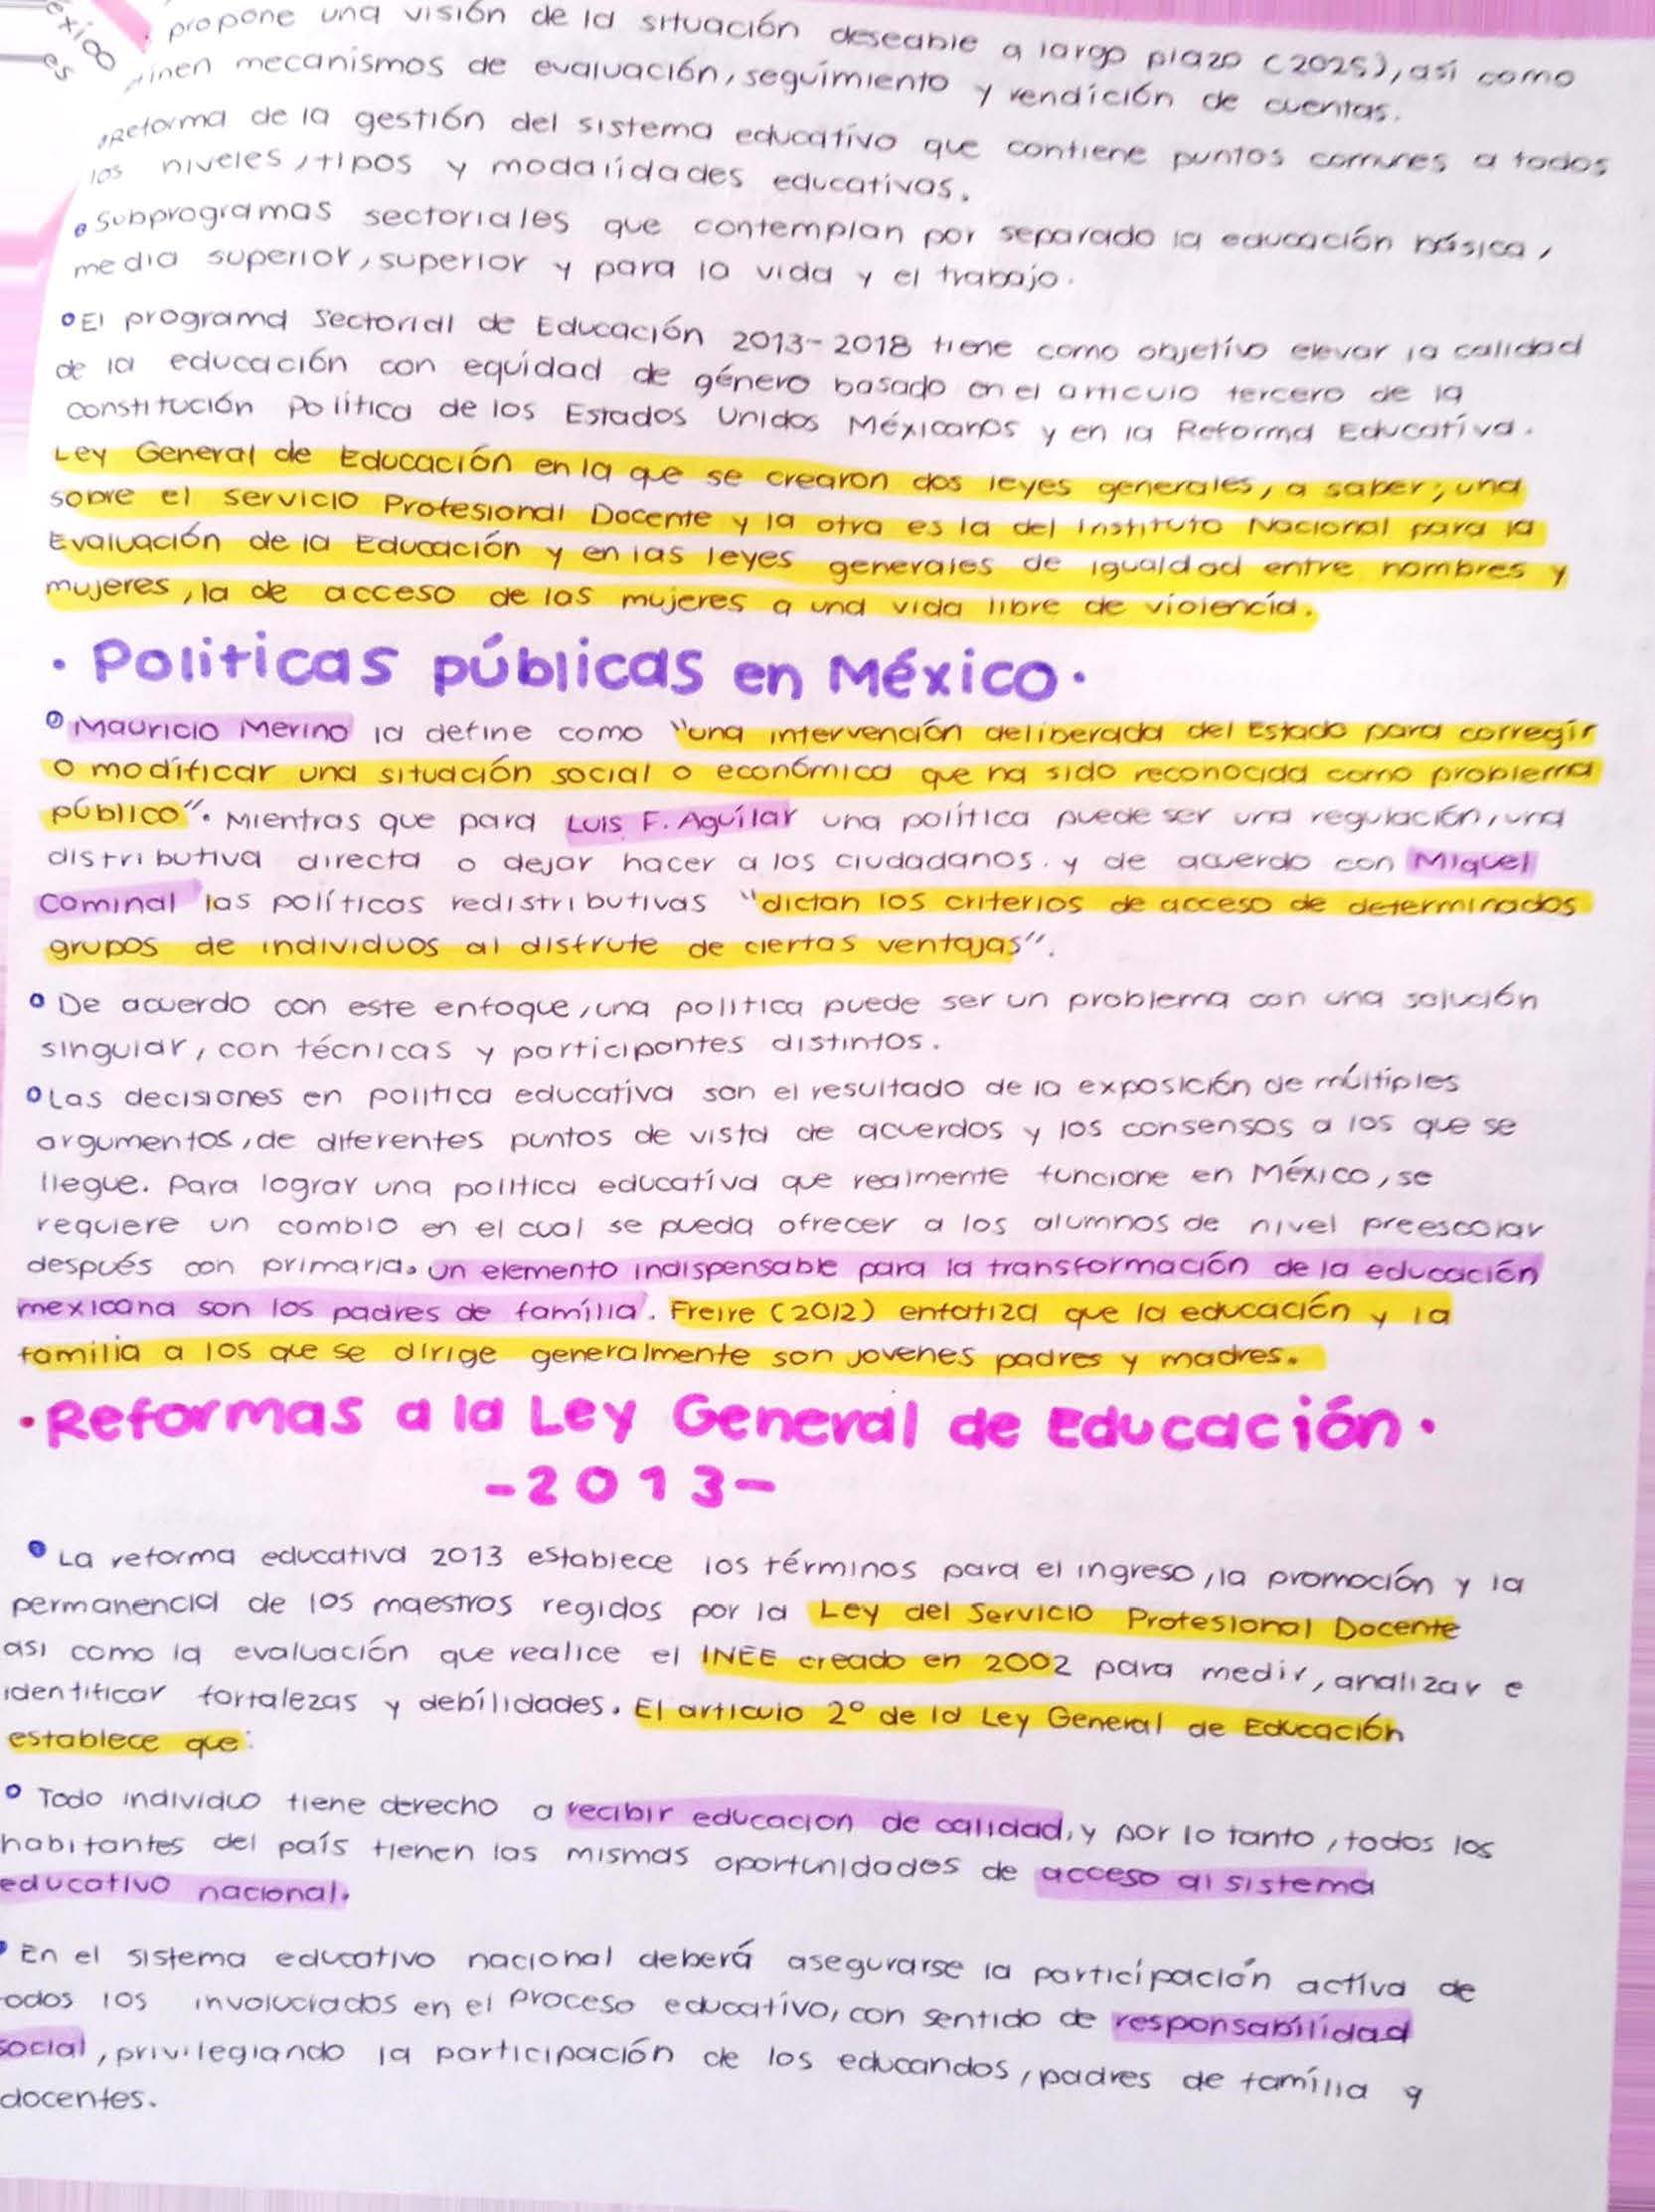 propone una visión de la situación deseable a largo plazo (2025), así como
mecanismos de evaluación, seguimiento y rendición de cuentas.
Reforma de la gestión del sistema educativo que contiene puntos comunes a todos
los niveles, tipos y modalidades educativas.
Subprogramas sectoriales que contemplan por separado la educación básica,
media superior, superior y para la vida y el trabajo.
El programa Sectorial de Educación 2013-2018 tiene como objetivo elevar la calidad
de la educación con equidad de género basado en el articulo tercero de la
constitución Política de los Estados Unidos Méxicanos y en la Reforma Educativa.
Ley General de Educación en la que se crearon dos leyes generales, a saber; una
sobre el Servicio Profesional Docente y la otra es la del Instituto Nacional para la
Evaluación de la Educación y en las leyes generales de igualdad entre hombres y
mujeres, la de acceso de las mujeres a una vida libre de violencia.
· Politicas públicas en México ·
Mauricio Merino la define como "una intervención deliberada del Estado para corregir
o modificar una situación social o económica que ha sido reconocida como problema
público". Mientras que para Luis F. Aguilar una política puede ser una regulación, una
distributiva directa o dejar hacer a los ciudadanos. y de acuerdo con Miquel
Caminal las políticas redistributivas "dictan los criterios de acceso de determinados
grupos de individuos al disfrute de ciertas ventajas".
De acuerdo con este enfoque, una politica puede ser un problema con una solución
singular, con técnicas y participantes distintos.
Las decisiones en politica educativa son el resultado de la exposición de múltiples
argumentos, de diferentes puntos de vista de acuerdos y los consensos a los que se
llegue. Para lograr una politica educativa que realmente funcione en México, se
requiere un cambio en el cual se pueda ofrecer a los alumnos de nivel preescolar
después con primaria. un elemento indispensable para la transformación de la educación
mexicana son los padres de familia. Freire (2012) enfatiza que la educación y la
familia a los que se dirige generalmente son jovenes padres y madres.
· Reformas a la Ley General de Educación ·
-2013-
La reforma educativa 2013 establece los términos para el ingreso, la promoción y la
permanencia de los maestros regidos por la Ley del Servicio Profesional Docente
asi como la evaluación que realice el INEE creado en 2002 para medir, analizar e
identificar fortalezas y debilidades. El articulo 2° de la Ley General de Educación
establece que:
Todo individuo tiene derecho a recibir educacion de calidad, y por lo tanto, todos los
habitantes del país tienen las mismas oportunidades de acceso al sistema
educativo nacional.
En el sistema educativo nacional deberá asegurarse la participación activa de
todos los involucrados en el proceso educativo, con sentido de responsabilidad
social, privilegiando la participación de los educandos, padres de familia y
docentes.